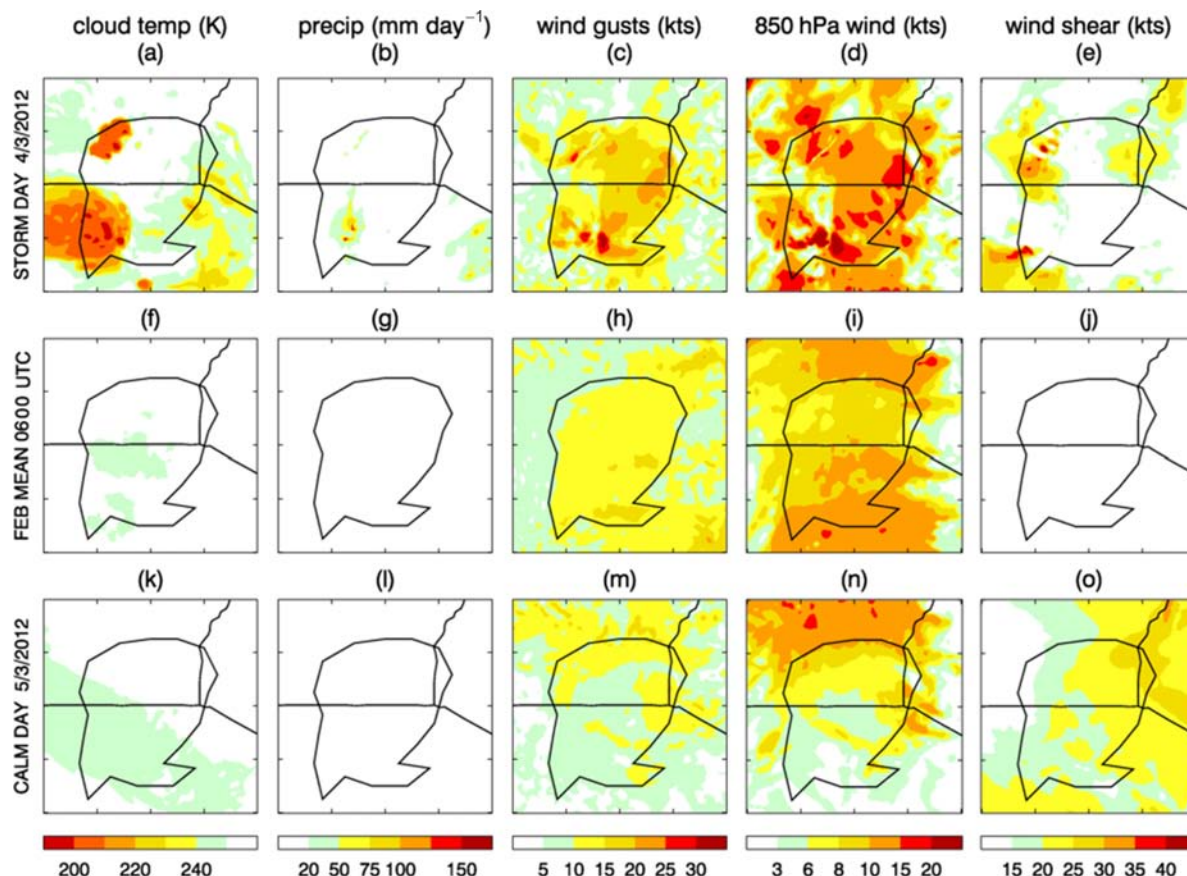 cloud temp (K) precip (mm day⁻¹) wind gusts (kts) 850 hPa wind (kts) wind shear (kts)
(a) (b) (c) (d) (e)
STORM DAY 4/3/2012
(f) (g) (h) (i) (j)
FEB MEAN 0600 UTC
(k) (l) (m) (n) (o)
CALM DAY 5/3/2012
200 220 240 20 50 75 100 150 5 10 15 20 25 30 3 6 8 10 15 20 15 20 25 30 35 40